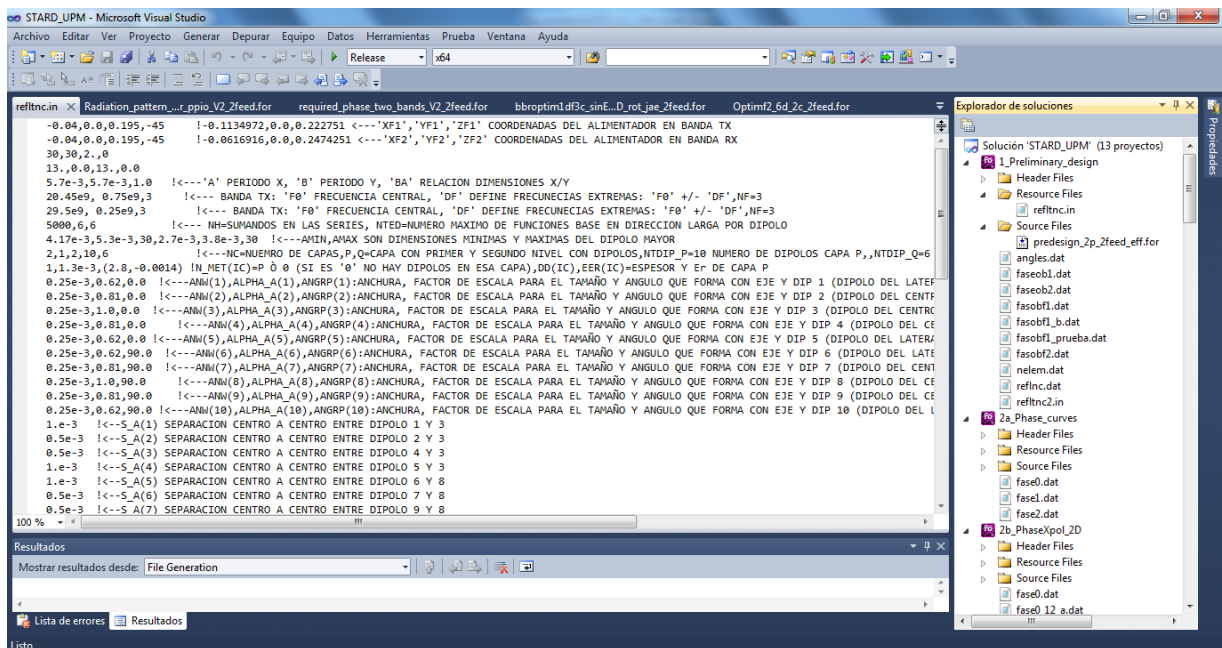 STARD_UPM - Microsoft Visual Studio
Archivo Editar Ver Proyecto Generar Depurar Equipo Datos Herramientas Prueba Ventana Ayuda
Release x64
refltnc.in Radiation_pattern_...r_ppio_V2_2feed.for required_phase_two_bands_V2_2feed.for bbroptim1df3c_sinE...D_rot_jae_2feed.for Optimf2_6d_2c_2feed.for
-0.04,0.0,0.195,-45 !-0.1134972,0.0,0.222751 <---'XF1','YF1','ZF1' COORDENADAS DEL ALIMENTADOR EN BANDA TX
-0.04,0.0,0.195,-45 !-0.0616916,0.0,0.2474251 <---'XF2','YF2','ZF2' COORDENADAS DEL ALIMENTADOR EN BANDA RX
30,30,2.,0
13.,0.0,13.,0.0
5.7e-3,5.7e-3,1.0 !<---'A' PERIODO X, 'B' PERIODO Y, 'BA' RELACION DIMENSIONES X/Y
20.45e9, 0.75e9,3 !<--- BANDA TX: 'F0' FRECUENCIA CENTRAL, 'DF' DEFINE FRECUNECIAS EXTREMAS: 'F0' +/- 'DF',NF=3
29.5e9, 0.25e9,3 !<--- BANDA TX: 'F0' FRECUENCIA CENTRAL, 'DF' DEFINE FRECUNECIAS EXTREMAS: 'F0' +/- 'DF',NF=3
5000,6,6 !<--- NH=SUMANDOS EN LAS SERIES, NTED=NUMERO MAXIMO DE FUNCIONES BASE EN DIRECCION LARGA POR DIPOLO
4.17e-3,5.3e-3,30,2.7e-3,3.8e-3,30 !<---AMIN,AMAX SON DIMENSIONES MINIMAS Y MAXIMAS DEL DIPOLO MAYOR
2,1,2,10,6 !<---NC=NUEMRO DE CAPAS,P,Q=CAPA CON PRIMER Y SEGUNDO NIVEL CON DIPOLOS,NTDIP_P=10 NUMERO DE DIPOLOS CAPA P,,NTDIP_Q=6
1,1.3e-3,(2.8,-0.0014) !N_MET(IC)=P Ò 0 (SI ES '0' NO HAY DIPOLOS EN ESA CAPA),DD(IC),EER(IC)=ESPESOR Y Er DE CAPA P
0.25e-3,0.62,0.0 !<---ANW(1),ALPHA_A(1),ANGRP(1):ANCHURA, FACTOR DE ESCALA PARA EL TAMAÑO Y ANGULO QUE FORMA CON EJE Y DIP 1 (DIPOLO DEL LATER
0.25e-3,0.81,0.0 !<---ANW(2),ALPHA_A(2),ANGRP(2):ANCHURA, FACTOR DE ESCALA PARA EL TAMAÑO Y ANGULO QUE FORMA CON EJE Y DIP 2 (DIPOLO DEL CENTR
0.25e-3,1.0,0.0 !<---ANW(3),ALPHA_A(3),ANGRP(3):ANCHURA, FACTOR DE ESCALA PARA EL TAMAÑO Y ANGULO QUE FORMA CON EJE Y DIP 3 (DIPOLO DEL CENTRO
0.25e-3,0.81,0.0 !<---ANW(4),ALPHA_A(4),ANGRP(4):ANCHURA, FACTOR DE ESCALA PARA EL TAMAÑO Y ANGULO QUE FORMA CON EJE Y DIP 4 (DIPOLO DEL CE
0.25e-3,0.62,0.0 !<---ANW(5),ALPHA_A(5),ANGRP(5):ANCHURA, FACTOR DE ESCALA PARA EL TAMAÑO Y ANGULO QUE FORMA CON EJE Y DIP 5 (DIPOLO DEL LATERA
0.25e-3,0.62,90.0 !<---ANW(6),ALPHA_A(6),ANGRP(6):ANCHURA, FACTOR DE ESCALA PARA EL TAMAÑO Y ANGULO QUE FORMA CON EJE Y DIP 6 (DIPOLO DEL LATE
0.25e-3,0.81,90.0 !<---ANW(7),ALPHA_A(7),ANGRP(7):ANCHURA, FACTOR DE ESCALA PARA EL TAMAÑO Y ANGULO QUE FORMA CON EJE Y DIP 7 (DIPOLO DEL CENT
0.25e-3,1.0,90.0 !<---ANW(8),ALPHA_A(8),ANGRP(8):ANCHURA, FACTOR DE ESCALA PARA EL TAMAÑO Y ANGULO QUE FORMA CON EJE Y DIP 8 (DIPOLO DEL CE
0.25e-3,0.81,90.0 !<---ANW(9),ALPHA_A(9),ANGRP(9):ANCHURA, FACTOR DE ESCALA PARA EL TAMAÑO Y ANGULO QUE FORMA CON EJE Y DIP 9 (DIPOLO DEL CE
0.25e-3,0.62,90.0 !<---ANW(10),ALPHA_A(10),ANGRP(10):ANCHURA, FACTOR DE ESCALA PARA EL TAMAÑO Y ANGULO QUE FORMA CON EJE Y DIP 10 (DIPOLO DEL L
1.e-3 !<--S_A(1) SEPARACION CENTRO A CENTRO ENTRE DIPOLO 1 Y 3
0.5e-3 !<--S_A(2) SEPARACION CENTRO A CENTRO ENTRE DIPOLO 2 Y 3
0.5e-3 !<--S_A(3) SEPARACION CENTRO A CENTRO ENTRE DIPOLO 4 Y 3
1.e-3 !<--S_A(4) SEPARACION CENTRO A CENTRO ENTRE DIPOLO 5 Y 3
1.e-3 !<--S_A(5) SEPARACION CENTRO A CENTRO ENTRE DIPOLO 6 Y 8
0.5e-3 !<--S_A(6) SEPARACION CENTRO A CENTRO ENTRE DIPOLO 7 Y 8
0.5e-3 !<--S_A(7) SEPARACION CENTRO A CENTRO ENTRE DIPOLO 9 Y 8
100 %
Resultados
Mostrar resultados desde: File Generation
Lista de errores Resultados
Listo
Explorador de soluciones
Solución 'STARD_UPM' (13 proyectos)
1_Preliminary_design
Header Files
Resource Files
refltnc.in
Source Files
predesign_2p_2feed_eff.for
angles.dat
faseob1.dat
faseob2.dat
fasobf1.dat
fasobf1_b.dat
fasobf1_prueba.dat
fasobf2.dat
nelem.dat
reflnc.dat
refltnc2.in
2a_Phase_curves
Header Files
Resource Files
Source Files
fase0.dat
fase1.dat
fase2.dat
2b_PhaseXpol_2D
Header Files
Resource Files
Source Files
fase0.dat
fase0 12 a.dat
Propiedades